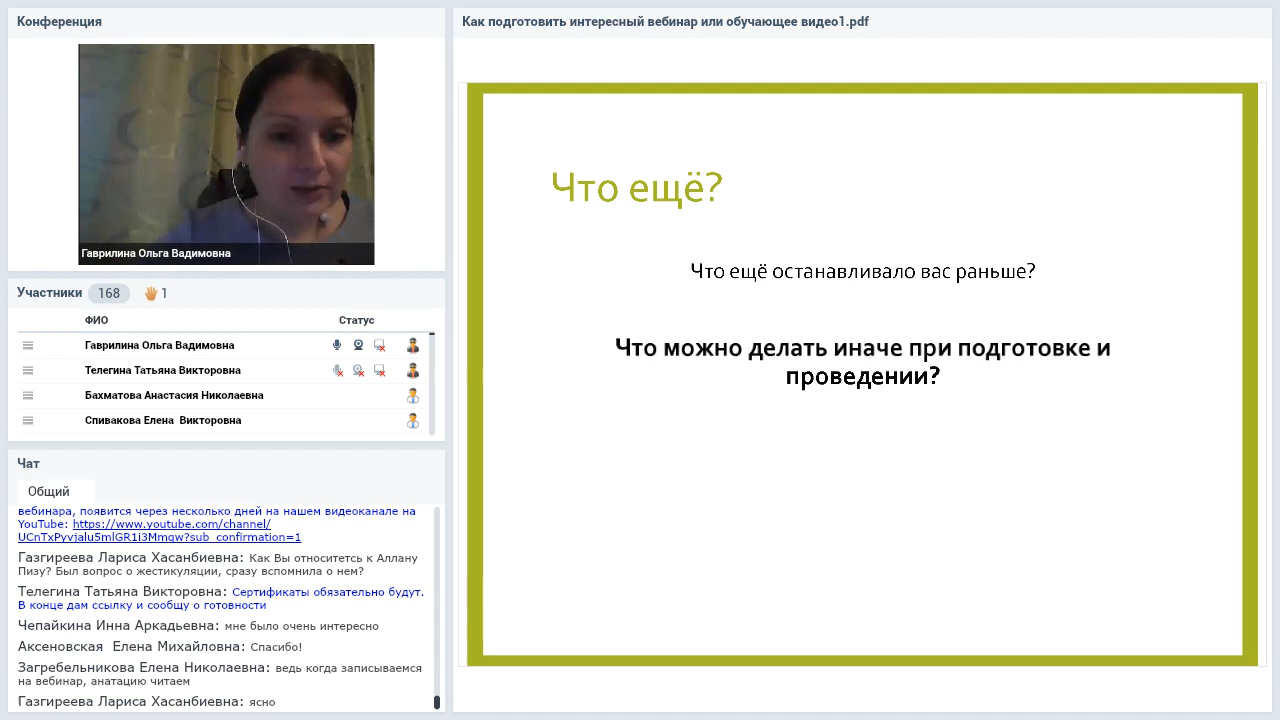 Конференция
Гаврилина Ольга Вадимовна
Участники 168 1
ФИО Статус
Гаврилина Ольга Вадимовна
Телегина Татьяна Викторовна
Бахматова Анастасия Николаевна
Спивакова Елена Викторовна
Чат
Общий
вебинара, появится через несколько дней на нашем видеоканале на
YouTube: https://www.youtube.com/channel/
UCnTxPyvjalu5mlGR1i3Mmqw?sub_confirmation=1
Газгиреева Лариса Хасанбиевна: Как Вы относитетсь к Аллану
Пизу? Был вопрос о жестикуляции, сразу вспомнила о нем?
Телегина Татьяна Викторовна: Сертификаты обязательно будут.
В конце дам ссылку и сообщу о готовности
Чепайкина Инна Аркадьевна: мне было очень интересно
Аксеновская Елена Михайловна: Спасибо!
Загребельникова Елена Николаевна: ведь когда записываемся
на вебинар, анатацию читаем
Газгиреева Лариса Хасанбиевна: ясно
Как подготовить интересный вебинар или обучающее видео1.pdf
Что ещё?
Что ещё останавливало вас раньше?
Что можно делать иначе при подготовке и
проведении?